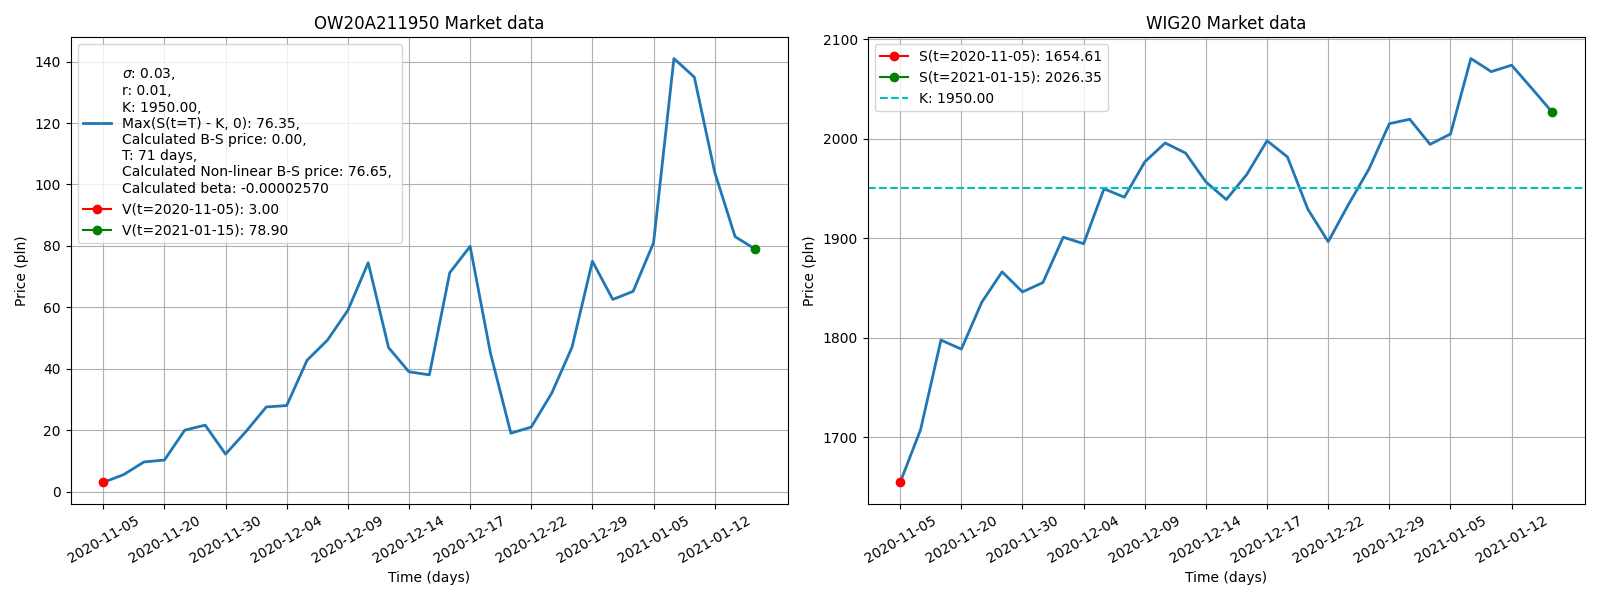 OW20A211950 Market data
σ: 0.03,
r: 0.01,
K: 1950.00,
Max(S(t=T) - K, 0): 76.35,
Calculated B-S price: 0.00,
T: 71 days,
Calculated Non-linear B-S price: 76.65,
Calculated beta: -0.00002570
V(t=2020-11-05): 3.00
V(t=2021-01-15): 78.90
140
120
100
80
60
40
20
0
Price (pln)
2020-11-05
2020-11-20
2020-11-30
2020-12-04
2020-12-09
2020-12-14
2020-12-17
2020-12-22
2020-12-29
2021-01-05
2021-01-12
Time (days)
WIG20 Market data
S(t=2020-11-05): 1654.61
S(t=2021-01-15): 2026.35
K: 1950.00
2100
2000
1900
1800
1700
Price (pln)
2020-11-05
2020-11-20
2020-11-30
2020-12-04
2020-12-09
2020-12-14
2020-12-17
2020-12-22
2020-12-29
2021-01-05
2021-01-12
Time (days)